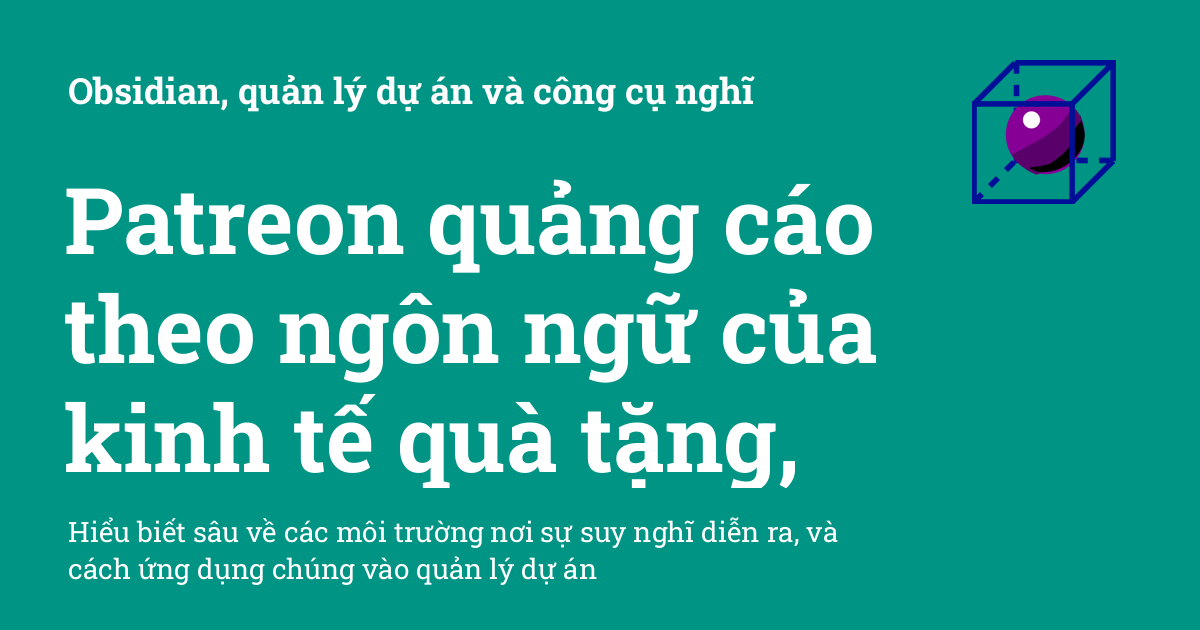 Obsidian, quản lý dự án và công cụ nghĩ
Patreon quảng cáo
theo ngôn ngữ của
kinh tế quà tặng,
Hiểu biết sâu về các môi trường nơi sự suy nghĩ diễn ra, và
cách ứng dụng chúng vào quản lý dự án